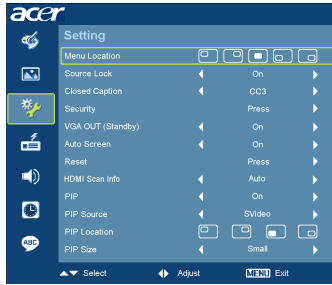 acer
Setting
Menu Location
Source Lock On
Closed Caption CC3
Security Press
VGA OUT (Standby) On
Auto Screen On
Reset Press
HDMI Scan Info Auto
PIP On
PIP Source SVideo
PIP Location
PIP Size Small
ABC
Select Adjust MENU Exit